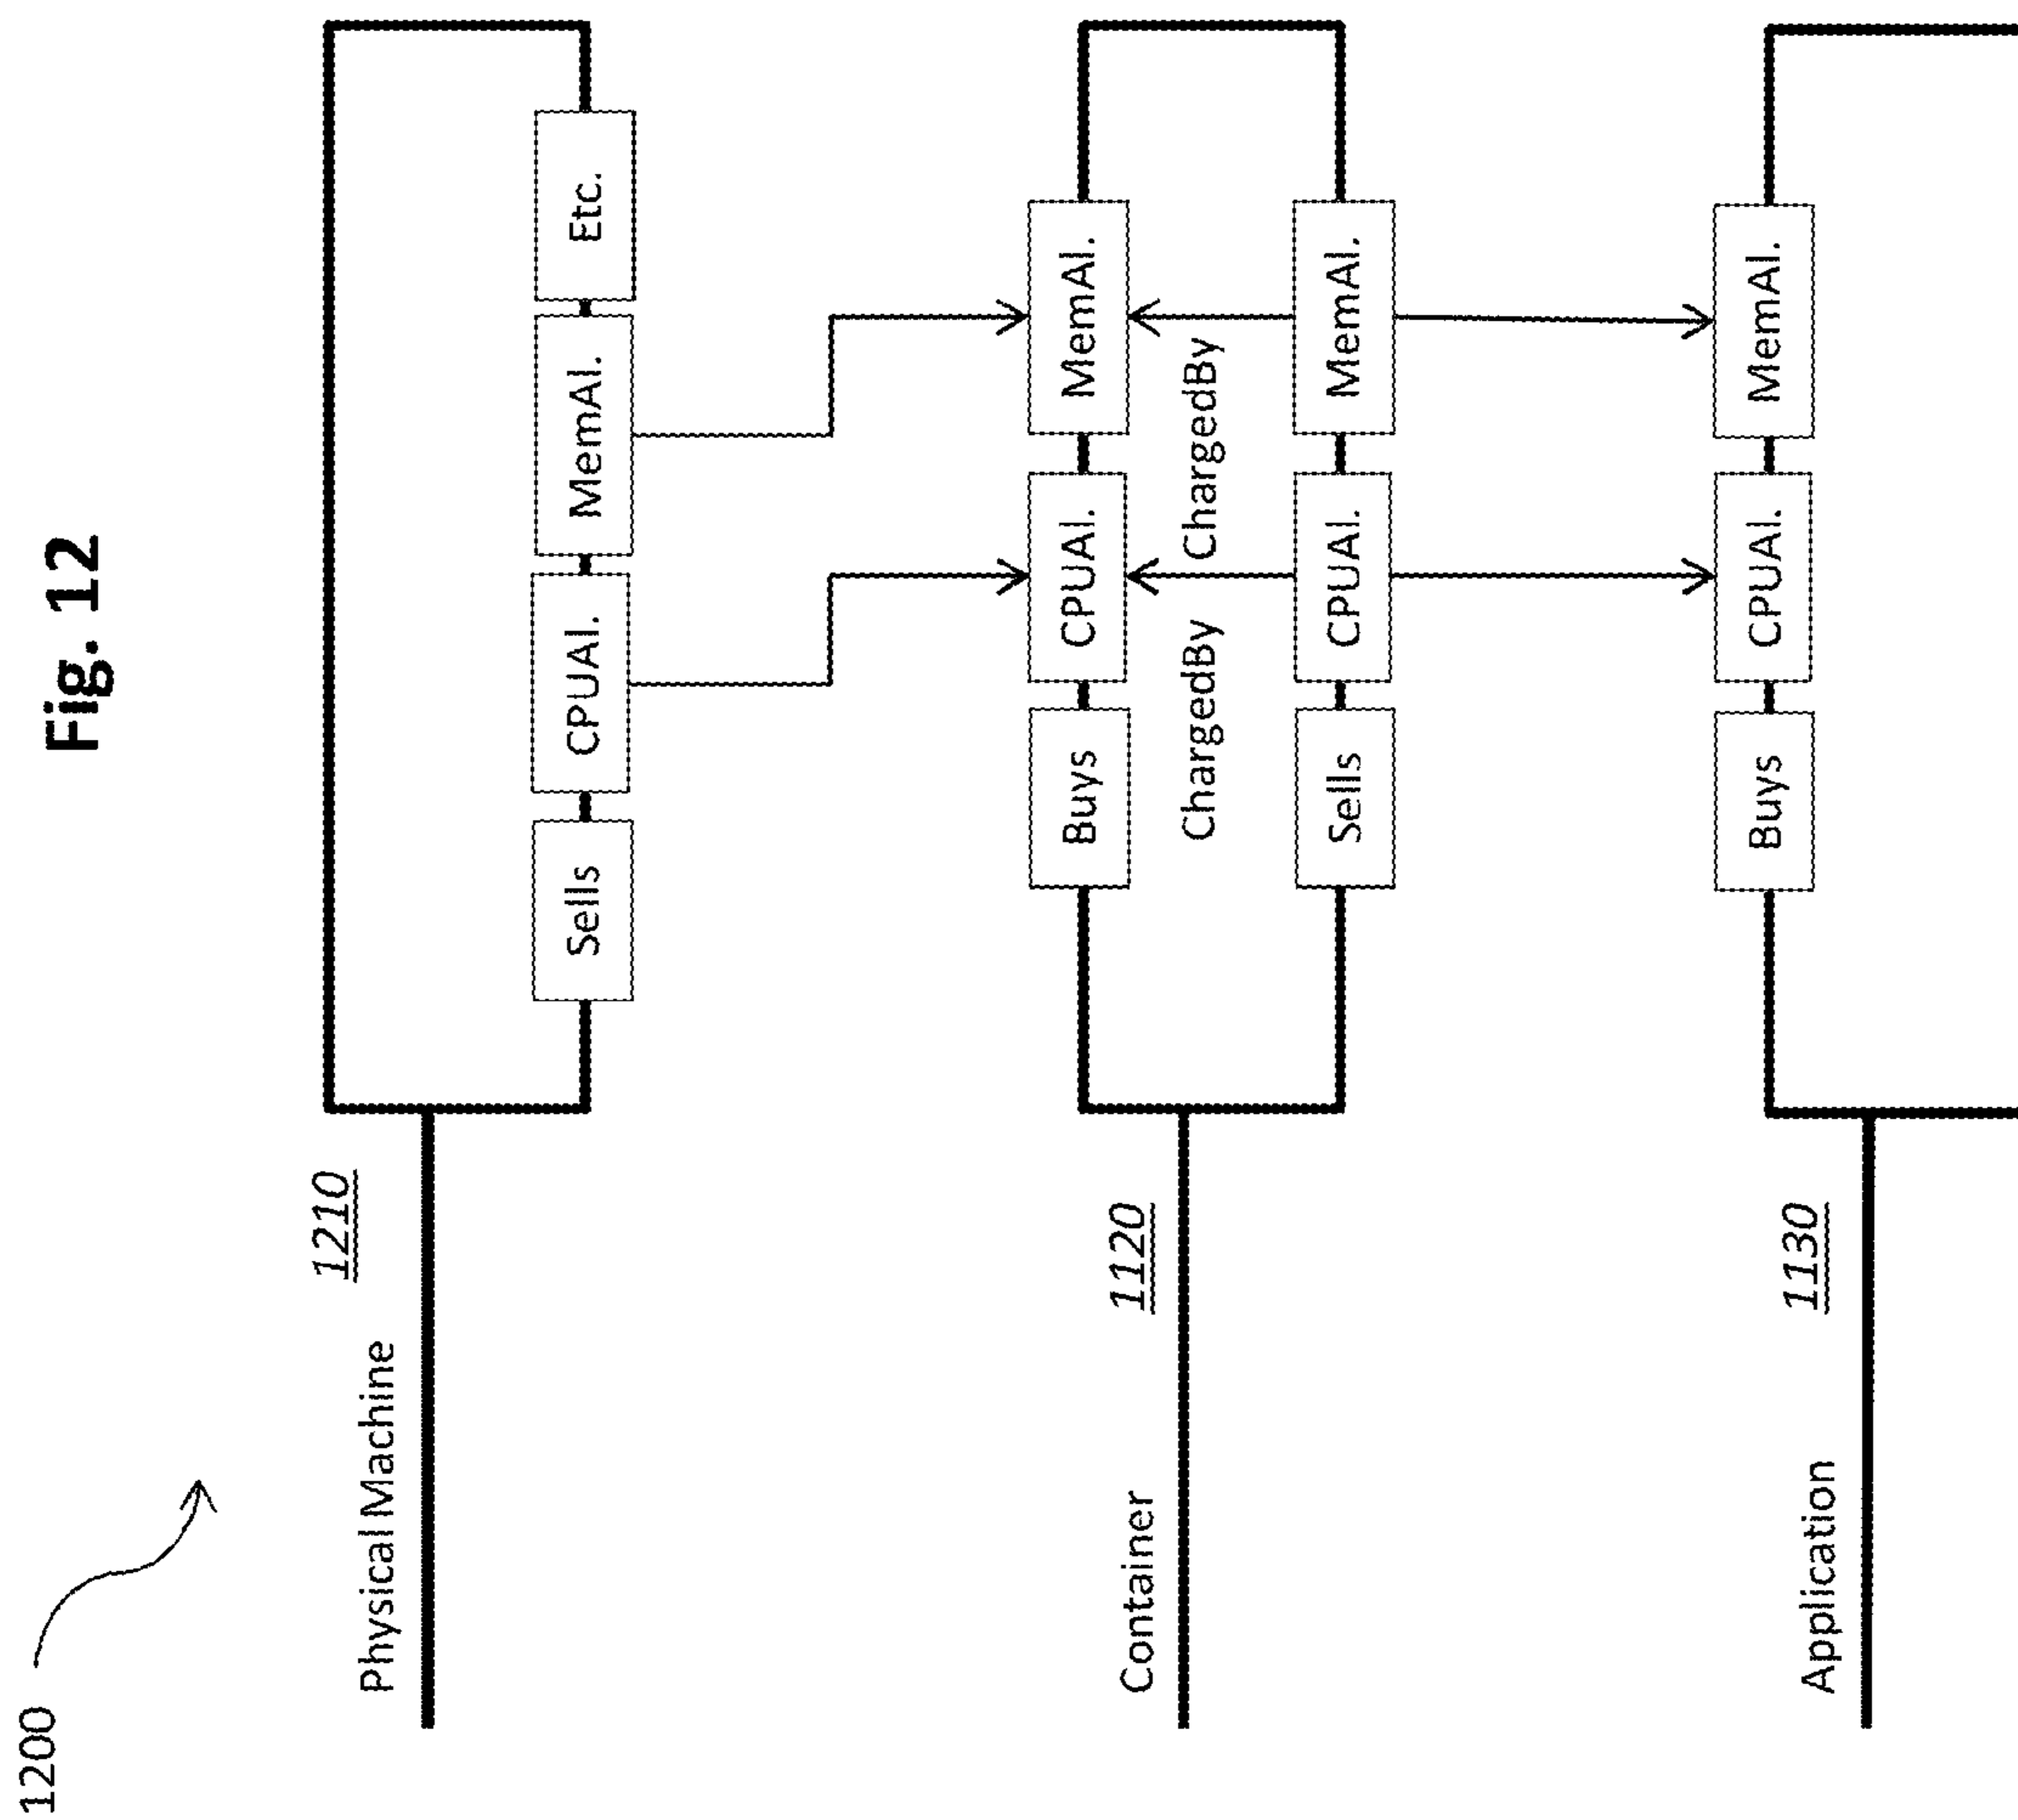 1200
Fig. 12
Physical Machine
1210
Sells
CPUAl.
MemAl.
Etc.
Container
1120
Buys
CPUAl.
MemAl.
ChargedBy
ChargedBy
Sells
CPUAl.
MemAl.
Application
1130
Buys
CPUAl.
MemAl.